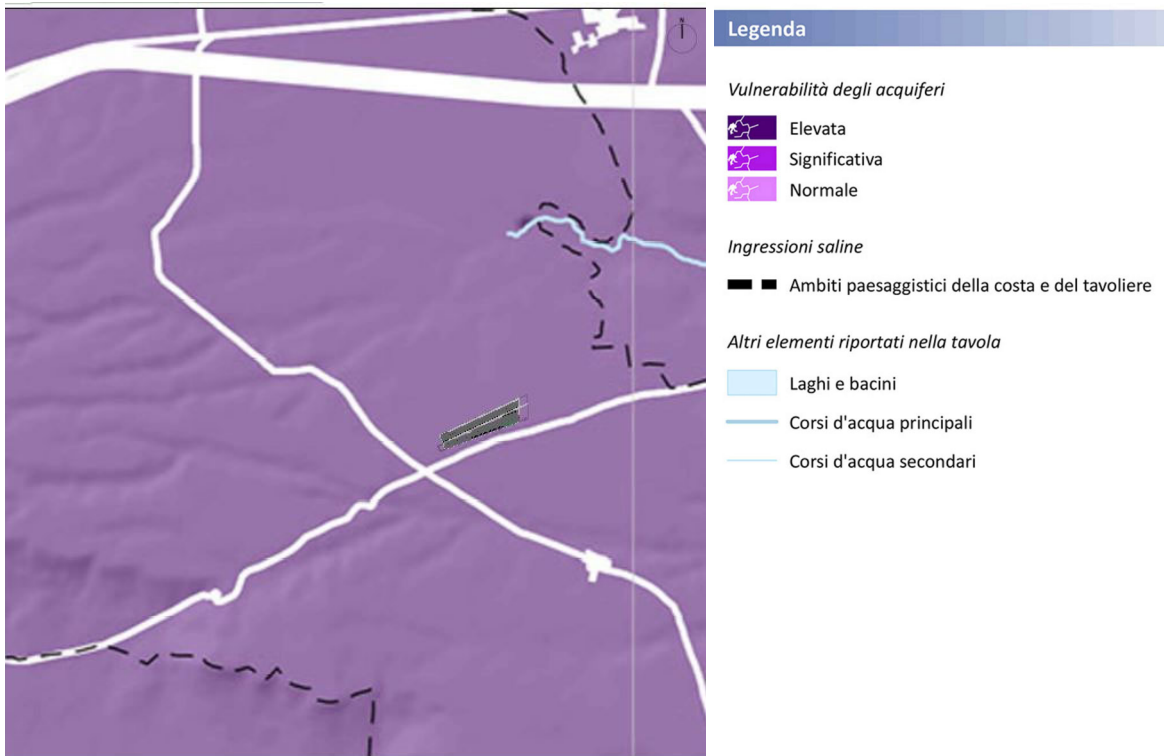 N
Legenda
Vulnerabilità degli acquiferi
Elevata
Significativa
Normale
Ingressioni saline
Ambiti paesaggistici della costa e del tavoliere
Altri elementi riportati nella tavola
Laghi e bacini
Corsi d'acqua principali
Corsi d'acqua secondari